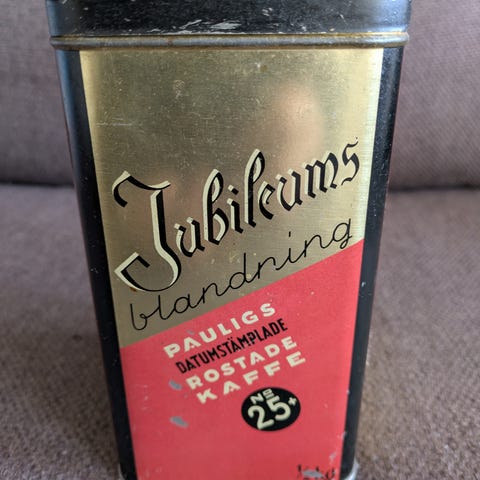 Jubileums
blandning
PAULIGS
DATUMSTÄMPLADE
ROSTADE
KAFFE
No
25+